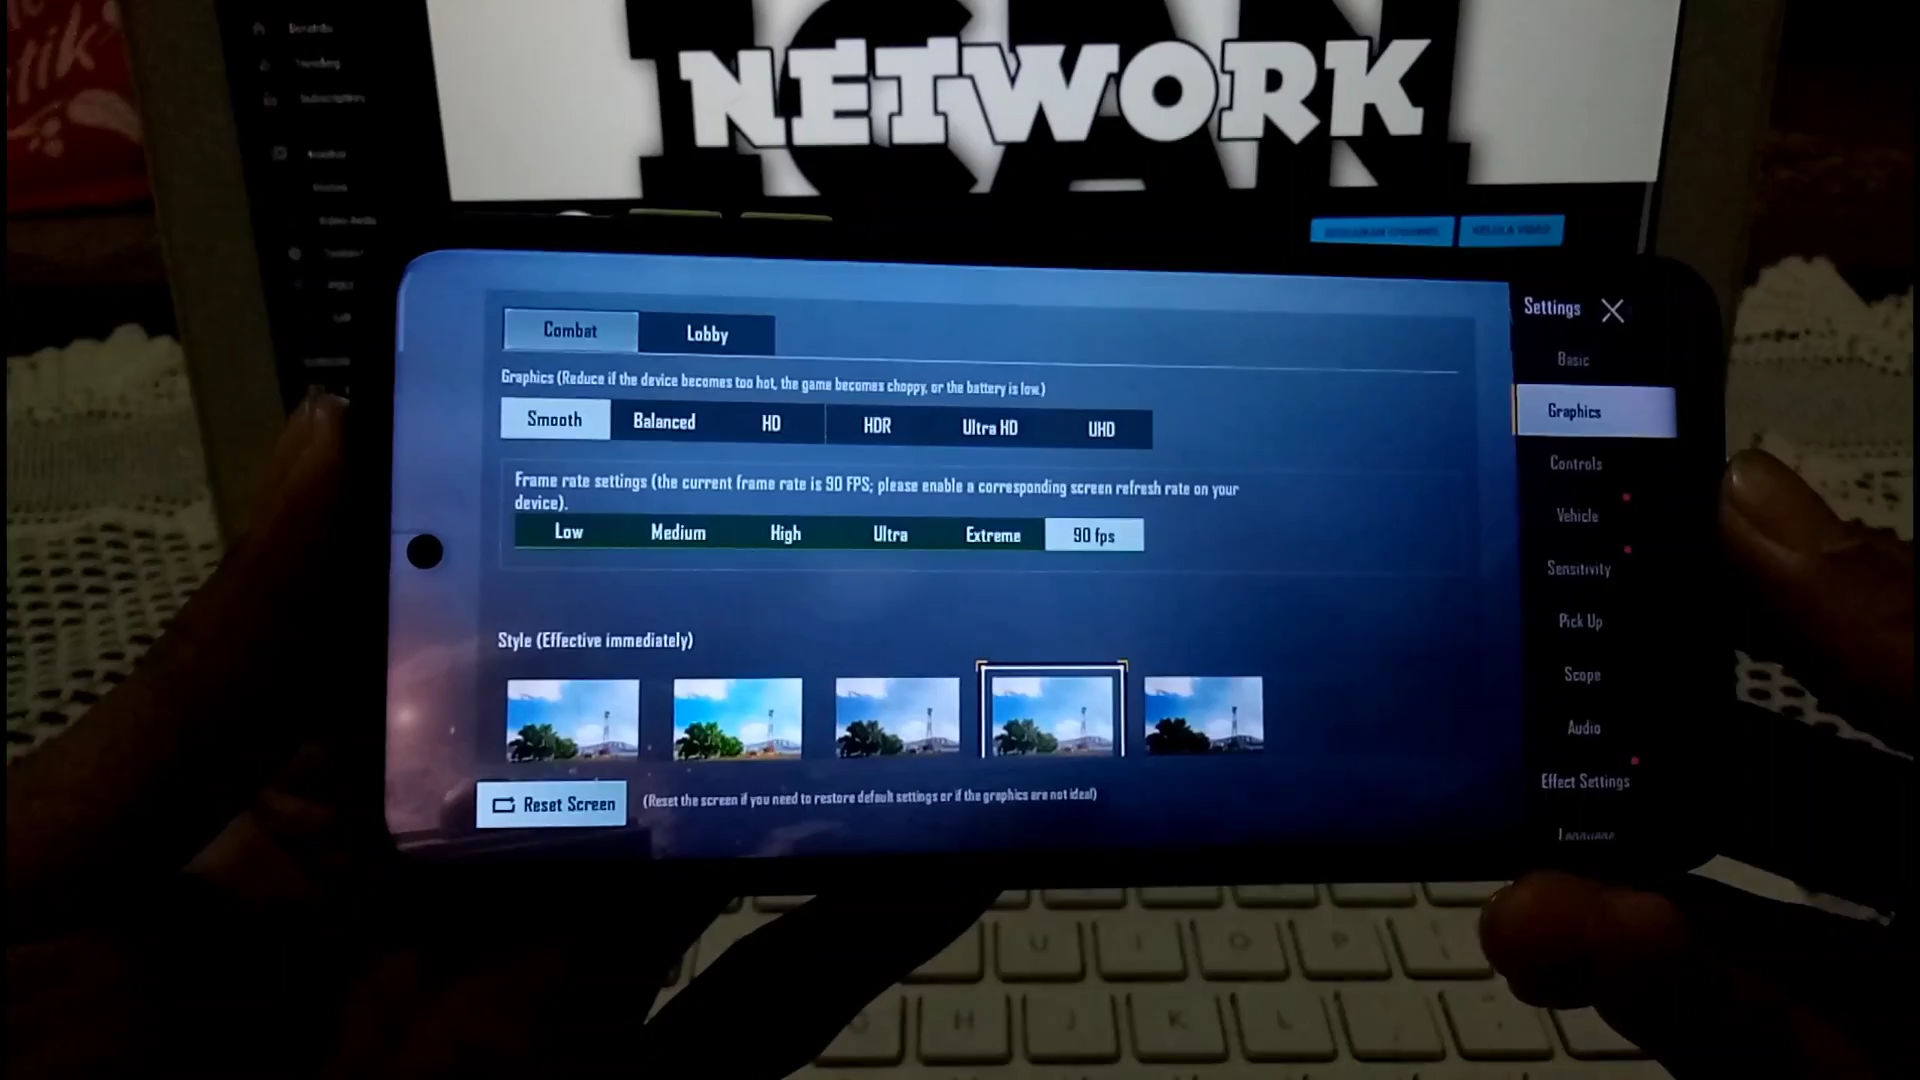 NETWORK
Settings
Combat
Lobby
Basic
Graphics (Reduce if the device becomes too hot, the game becomes choppy, or the battery is low.)
Graphics
Smooth
Balanced
HD
HDR
Ultra HD
UHD
Controls
Frame rate settings (the current frame rate is 90 FPS; please enable a corresponding screen refresh rate on your
device).
Vehicle
Low
Medium
High
Ultra
Extreme
90 fps
Sensitivity
Pick Up
Style (Effective immediately)
Scope
Audio
Effect Settings
Reset Screen
(Reset the screen if you need to restore default settings or if the graphics are not ideal)
Language
U
I
O
P
G
H
J
K
L